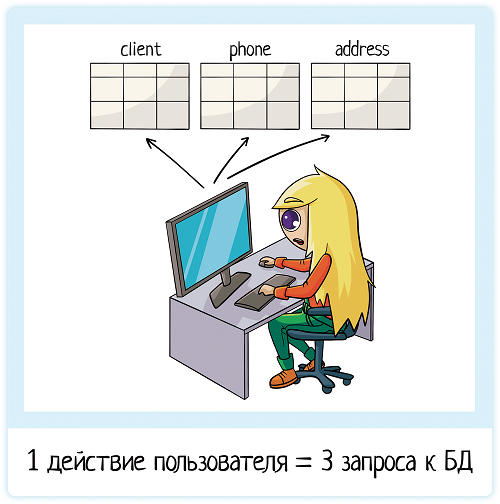 client phone address
1 действие пользователя = 3 запроса к БД